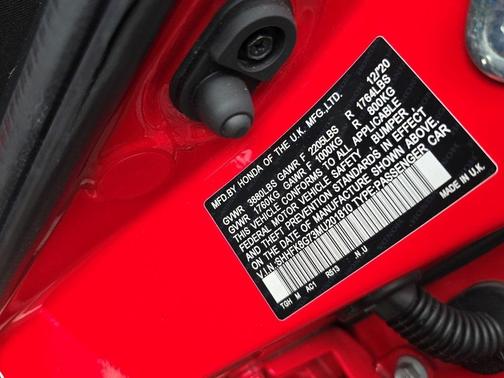 MFD.BY HONDA OF THE U.K. MFG.,LTD. 12/20
GVWR 3880LBS GAWR F 2205LBS R 1764LBS
GVWR 1760KG GAWR F 1000KG R 800KG
THIS VEHICLE CONFORMS TO ALL APPLICABLE
FEDERAL MOTOR VEHICLE SAFETY , BUMPER ,
AND THEFT PREVENTION STANDARDS IN EFFECT
ON THE DATE OF MANUFACTURE SHOWN ABOVE.
V.I.N:SHHFK8G73MU201810 TYPE:PASSENGER CAR
TGH M AC1 R513 .N.IU
MADE IN U.K.